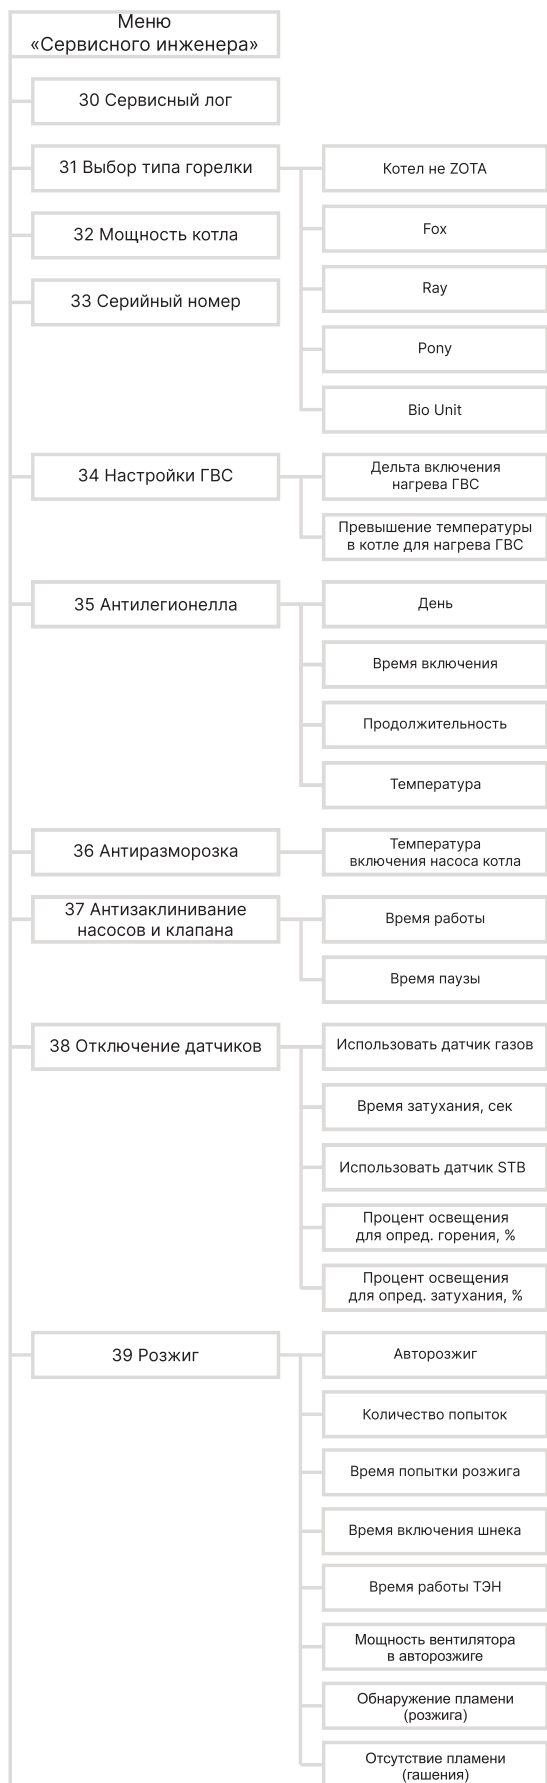 Меню
«Сервисного инженера»
30 Сервисный лог
31 Выбор типа горелки
Котел не ZOTA
Fox
32 Мощность котла
Ray
33 Серийный номер
Pony
Bio Unit
34 Настройки ГВС
Дельта включения
нагрева ГВС
Превышение температуры
в котле для нагрева ГВС
35 Антилегионелла
День
Время включения
Продолжительность
Температура
36 Антиразморозка
Температура
включения насоса котла
37 Антизаклинивание
насосов и клапана
Время работы
Время паузы
38 Отключение датчиков
Использовать датчик газов
Время затухания, сек
Использовать датчик STB
Процент освещения
для опред. горения, %
Процент освещения
для опред. затухания, %
39 Розжиг
Авторозжиг
Количество попыток
Время попытки розжига
Время включения шнека
Время работы ТЭН
Мощность вентилятора
в авторозжиге
Обнаружение пламени
(розжига)
Отсутствие пламени
(гашения)